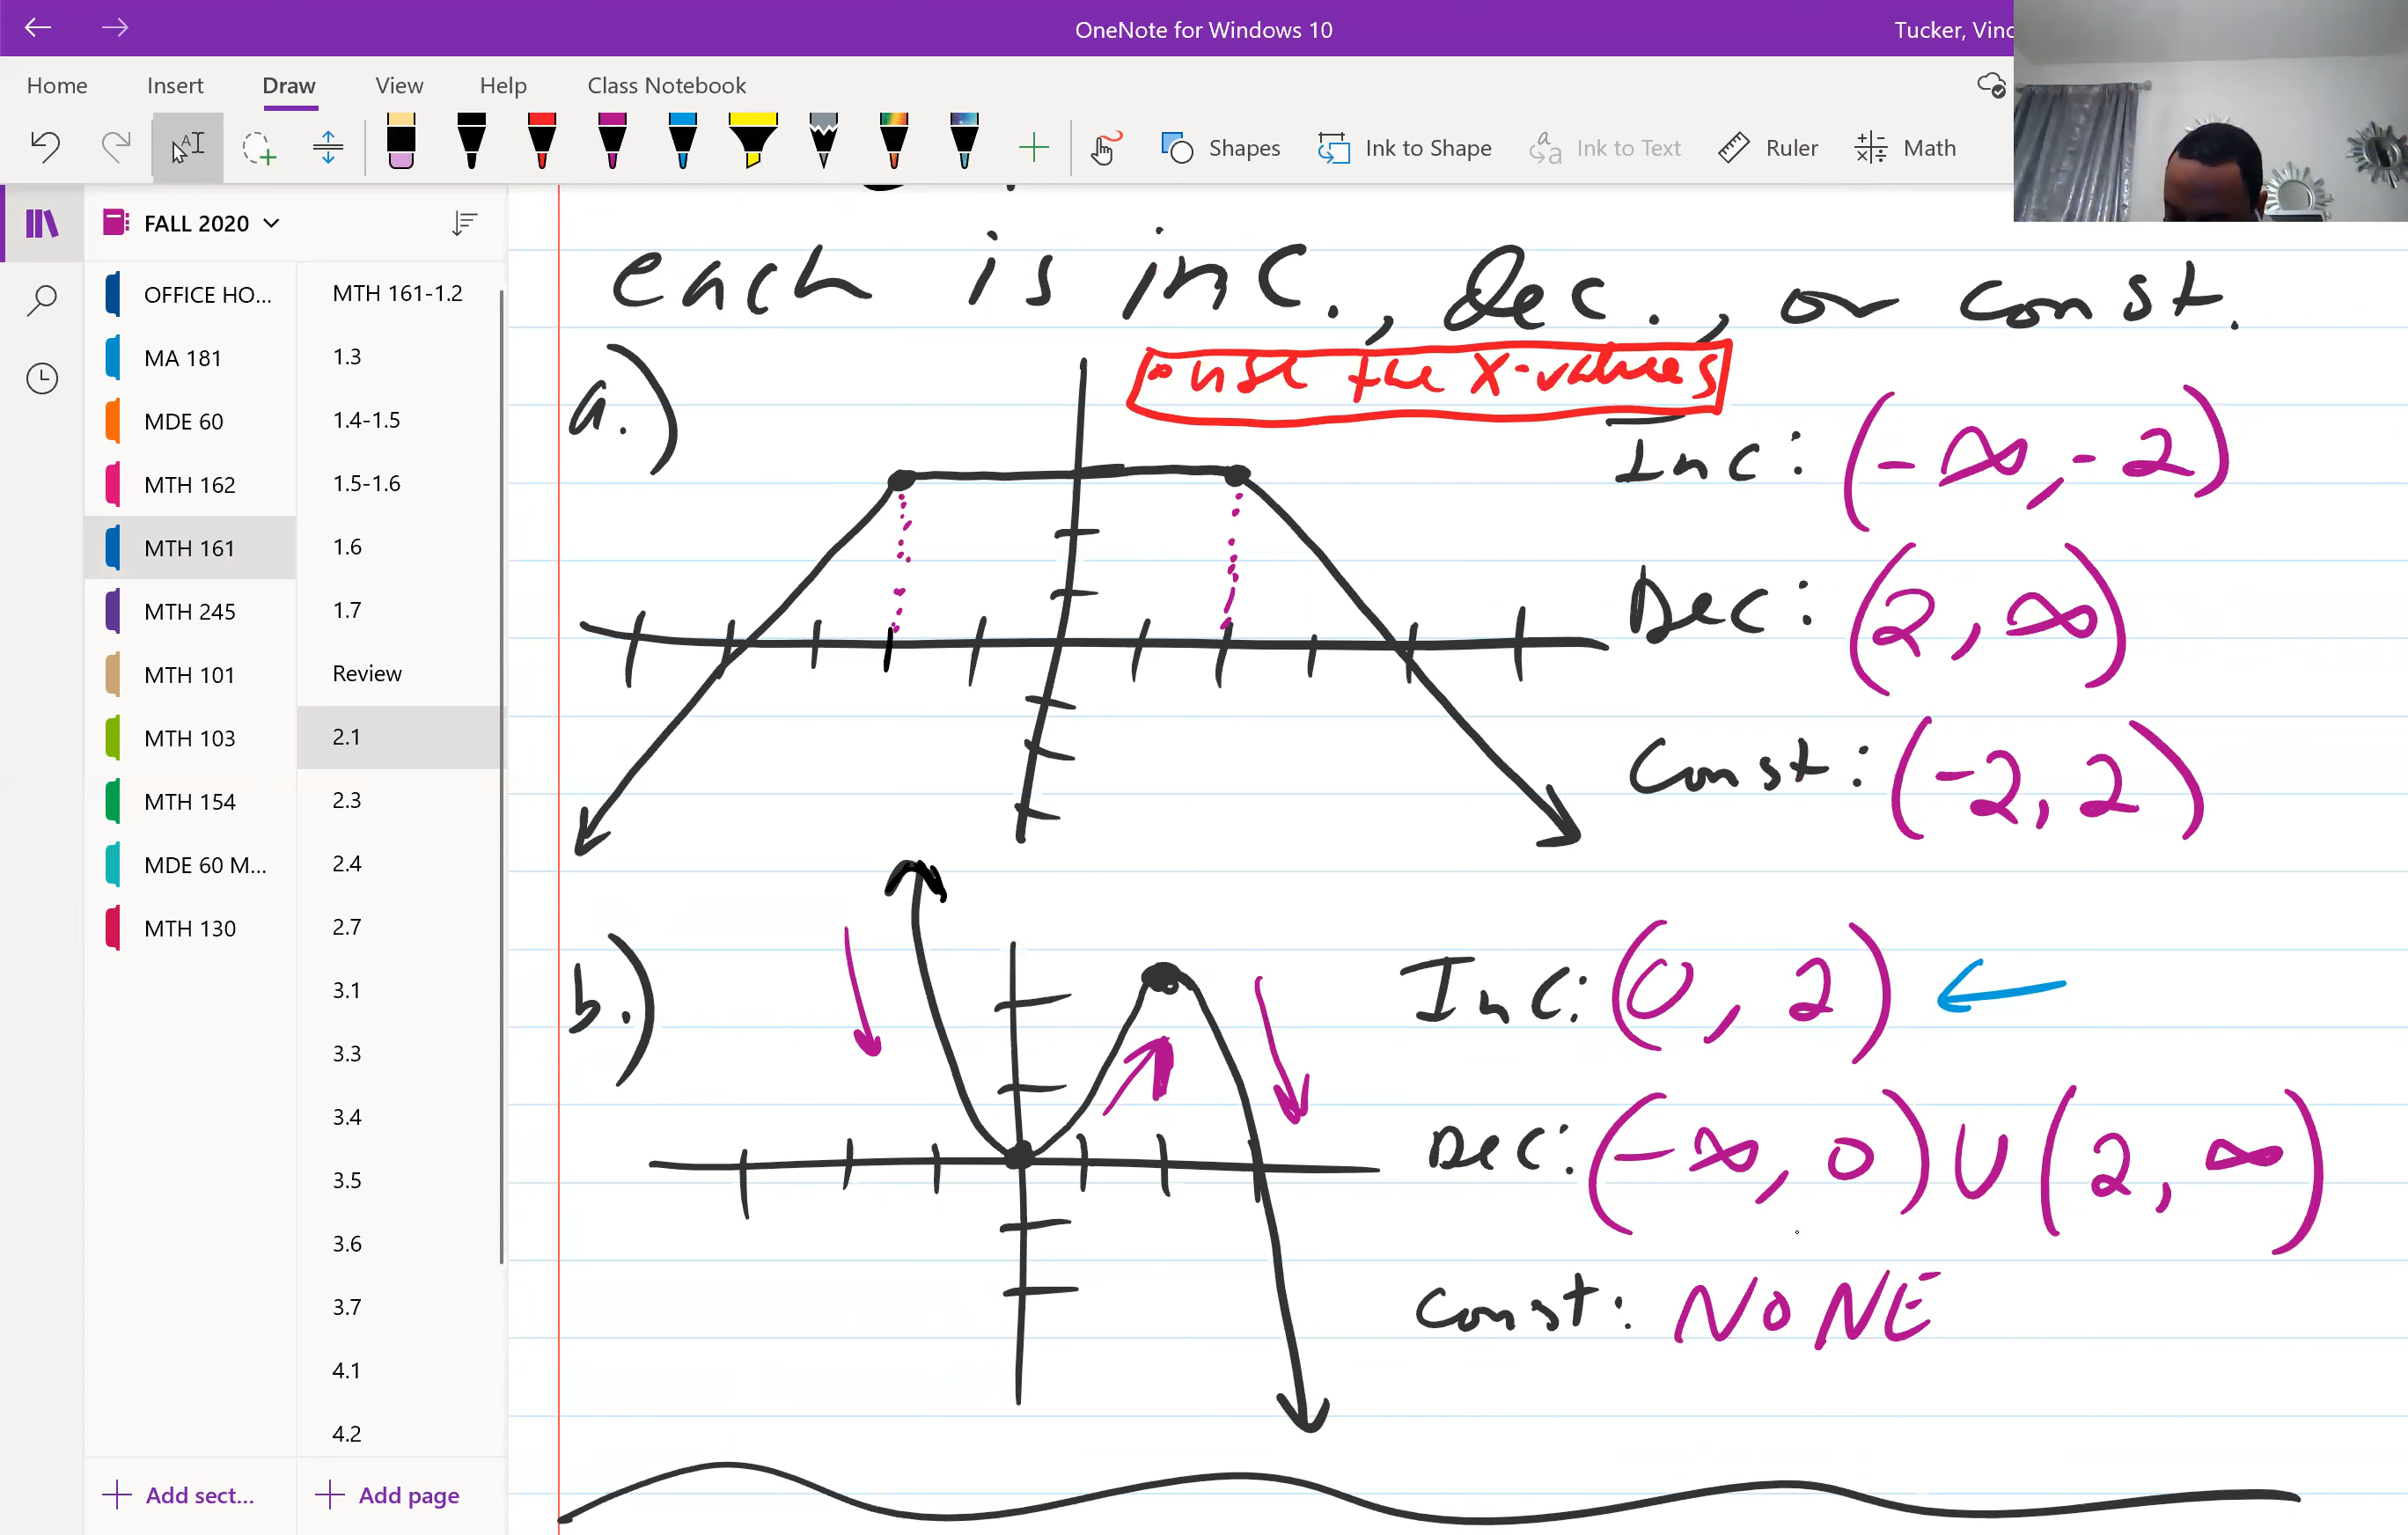 OneNote for Windows 10
Tucker, Vinc
Home Insert Draw View Help Class Notebook
Shapes Ink to Shape Ink to Text Ruler Math
FALL 2020
OFFICE HO...
MA 181
MDE 60
MTH 162
MTH 161
MTH 245
MTH 101
MTH 103
MTH 154
MDE 60 M...
MTH 130
Add sect...
MTH 161-1.2
1.3
1.4-1.5
1.5-1.6
1.6
1.7
Review
2.1
2.3
2.4
2.7
3.1
3.3
3.4
3.5
3.6
3.7
4.1
4.2
Add page
each is inc., Dec., or const.
use the x-values
a.)
Inc: (-∞, -2)
Dec: (2, ∞)
Const: (-2, 2)
b.)
Inc: (0, 2)
Dec: (-∞, 0) ∪ (2, ∞)
Const: NONE